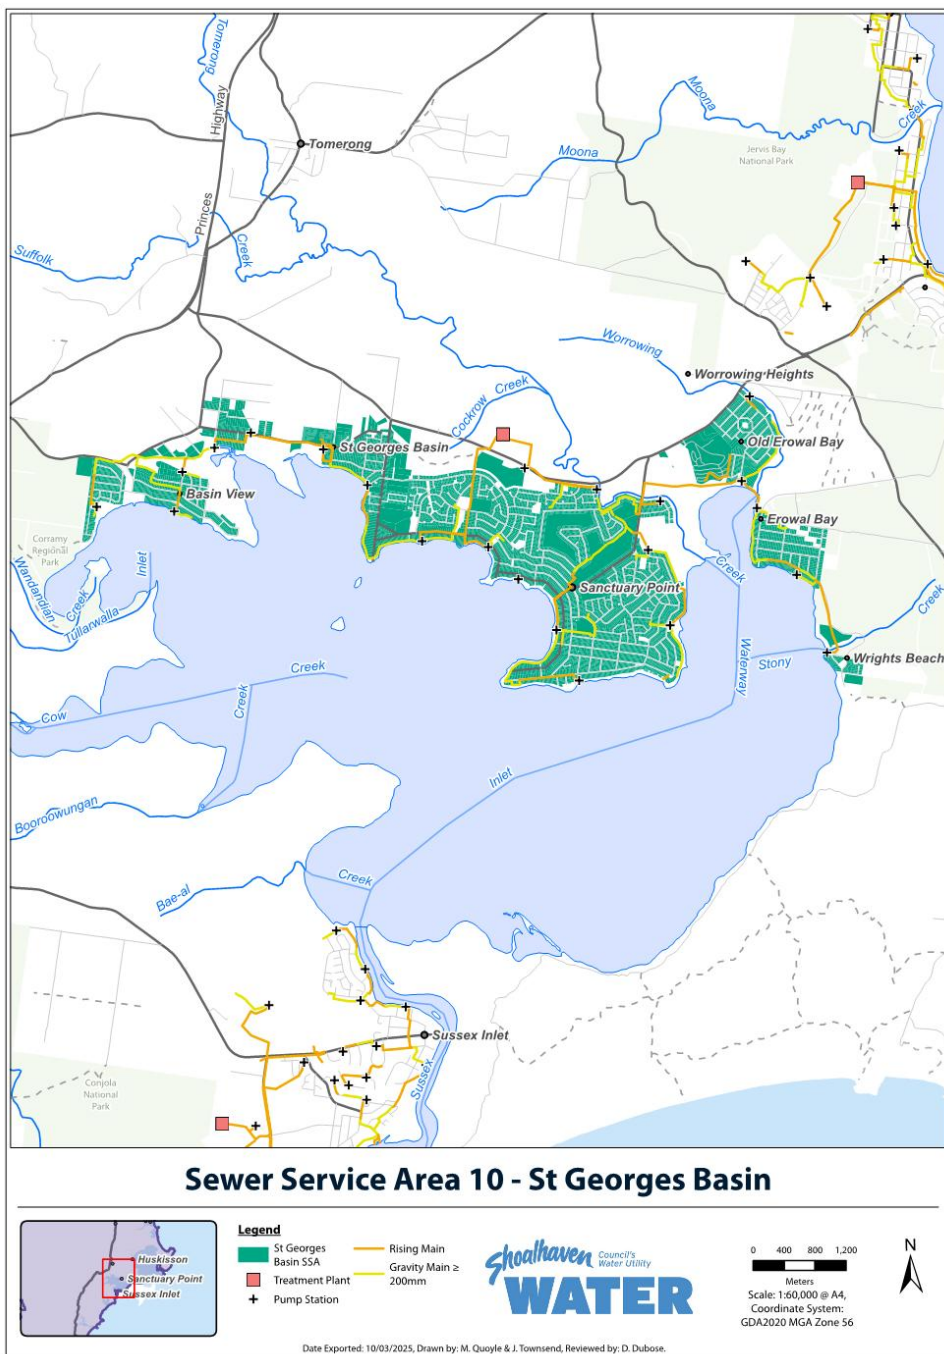 Tomerong
Highway
Moona
Creek
Tomerong
Moona
Jervis Bay
National Park
Princes
Creek
Suffolk
Worrowing
Worrowing Heights
Cockrow
Creek
St Georges Basin
Old Erowal Bay
Basin View
Erowal Bay
Corramy
Regional
Park
Inlet
Creek
Wandandian
Creek
Tullarwalla
Sanctuary Point
Creek
Waterway
Stony
Wrights Beach
Creek
Creek
Cow
Inlet
Booroowungan
Creek
Bae-al
Sussex Inlet
Sussex
Conjola
National
Park
Sewer Service Area 10 - St Georges Basin
Huskisson
Sanctuary Point
Sussex Inlet
Legend
St Georges
Basin SSA
Treatment Plant
Pump Station
Rising Main
Gravity Main ≥
200mm
Shoalhaven
Council's
Water Utility
WATER
0 400 800 1,200
Meters
Scale: 1:60,000 @ A4,
Coordinate System:
GDA2020 MGA Zone 56
N
Date Exported: 10/03/2025, Drawn by: M. Quoyle & J. Townsend, Reviewed by: D. Dubose.